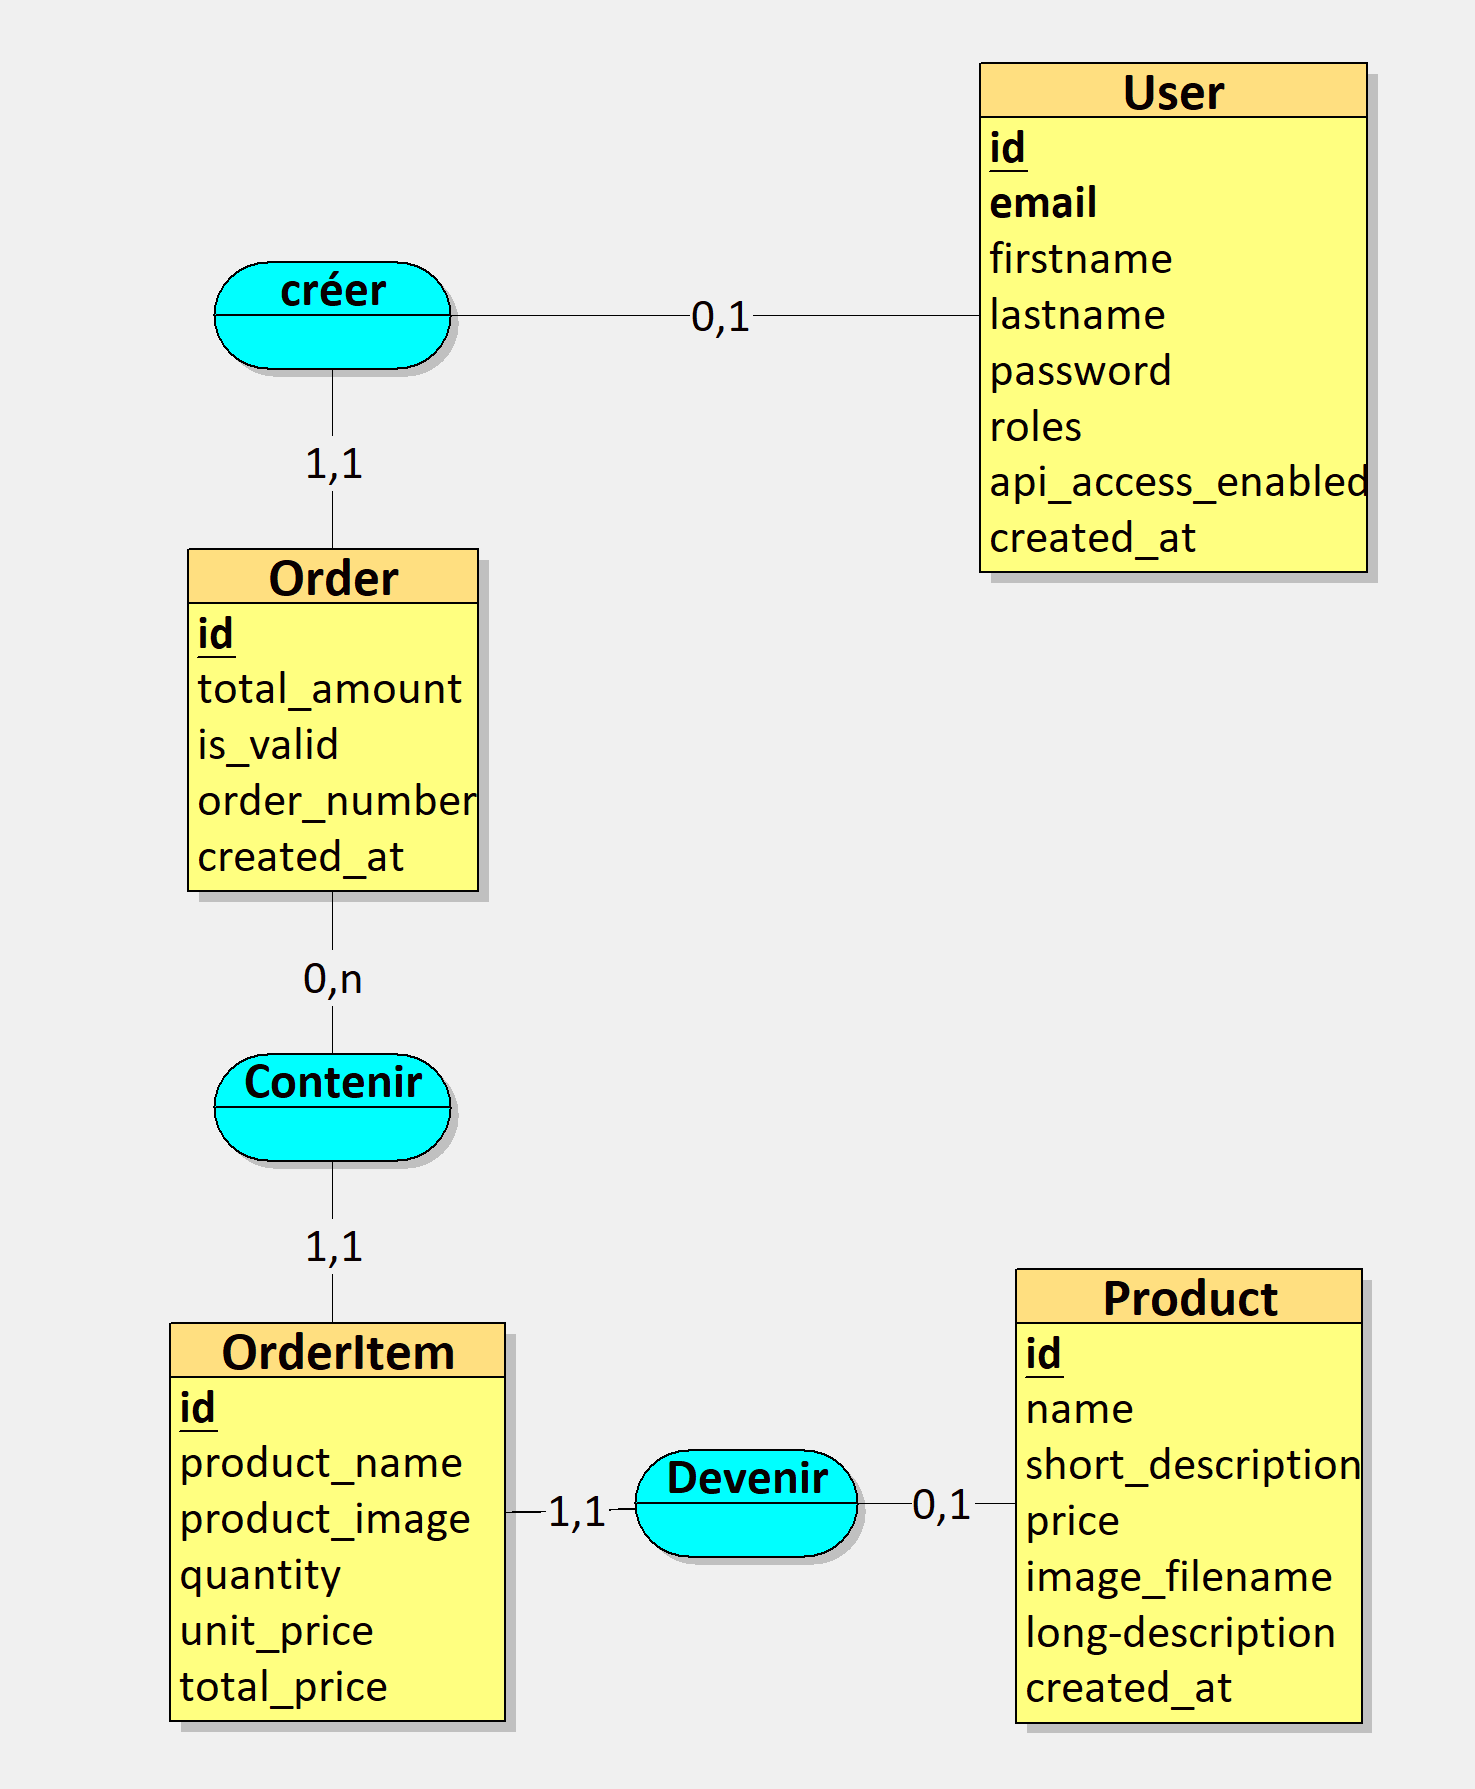 User
id
email
firstname
lastname
password
roles
api_access_enabled
created_at
créer
0,1
1,1
Order
id
total_amount
is_valid
order_number
created_at
0,n
Contenir
1,1
OrderItem
id
product_name
product_image
quantity
unit_price
total_price
1,1
Devenir
0,1
Product
id
name
short_description
price
image_filename
long-description
created_at